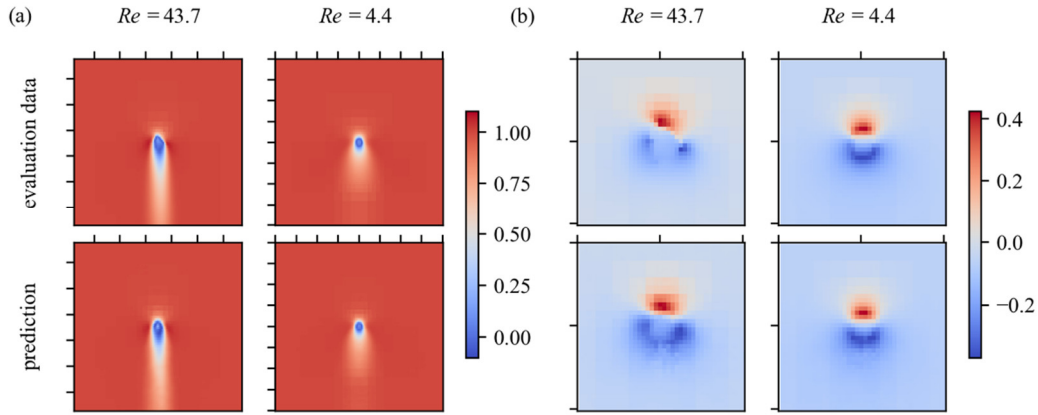 (a)
Re = 43.7
Re = 4.4
(b)
Re = 43.7
Re = 4.4
evaluation data
prediction
1.00
0.75
0.50
0.25
0.00
0.4
0.2
0.0
−0.2